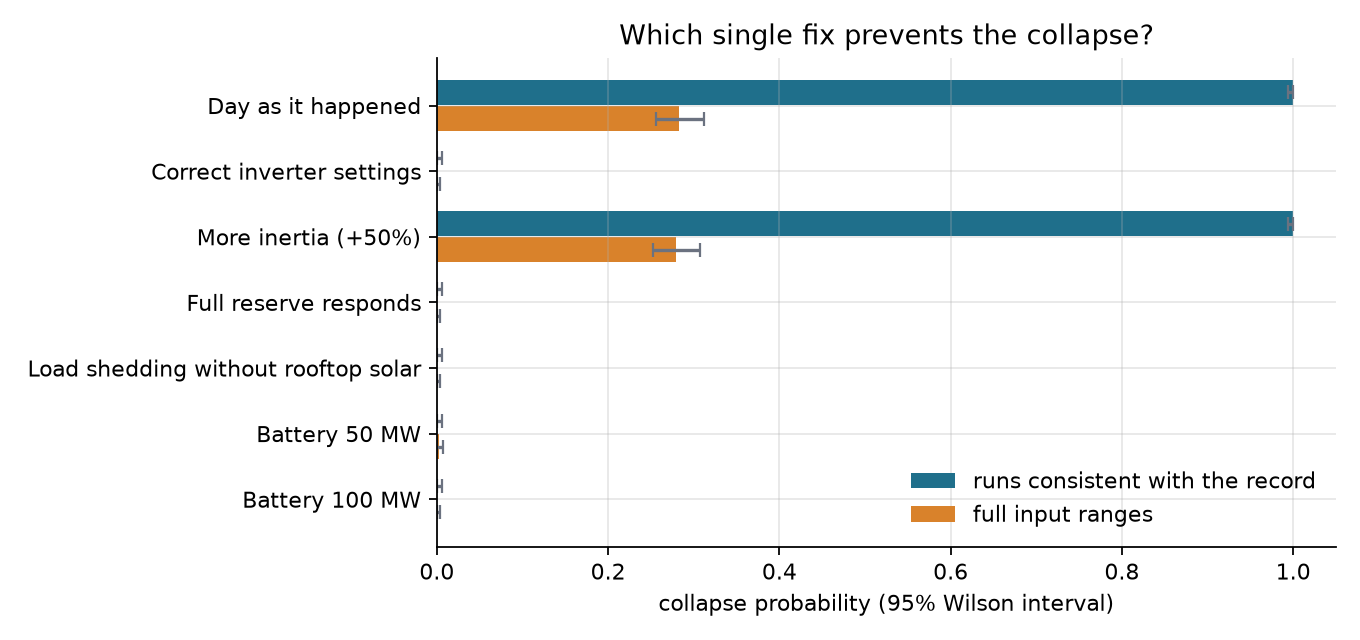 Which single fix prevents the collapse?
Day as it happened
Correct inverter settings
More inertia (+50%)
Full reserve responds
Load shedding without rooftop solar
Battery 50 MW
Battery 100 MW
runs consistent with the record
full input ranges
0.0 0.2 0.4 0.6 0.8 1.0
collapse probability (95% Wilson interval)